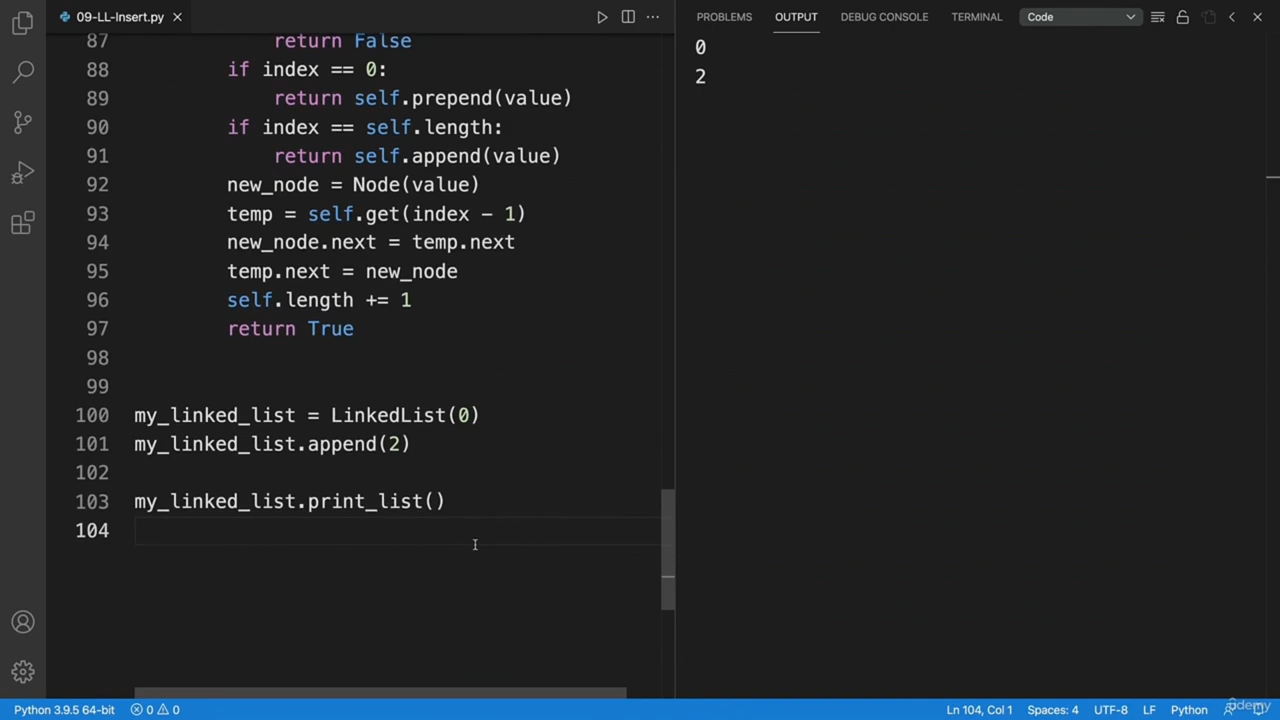 09-LL-Insert.py
PROBLEMS OUTPUT DEBUG CONSOLE TERMINAL Code
87 return False
88 if index == 0:
89 return self.prepend(value)
90 if index == self.length:
91 return self.append(value)
92 new_node = Node(value)
93 temp = self.get(index - 1)
94 new_node.next = temp.next
95 temp.next = new_node
96 self.length += 1
97 return True
98
99
100 my_linked_list = LinkedList(0)
101 my_linked_list.append(2)
102
103 my_linked_list.print_list()
104
0
2
Python 3.9.5 64-bit 0 0 Ln 104, Col 1 Spaces: 4 UTF-8 LF Python
udemy